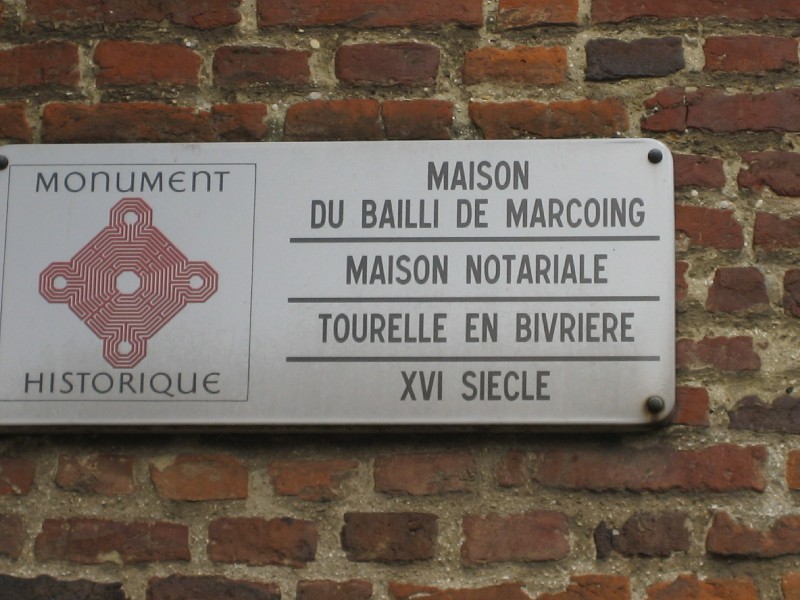 MONUMENT
HISTORIQUE
MAISON
DU BAILLI DE MARCOING
MAISON NOTARIALE
TOURELLE EN BIVRIERE
XVI SIECLE